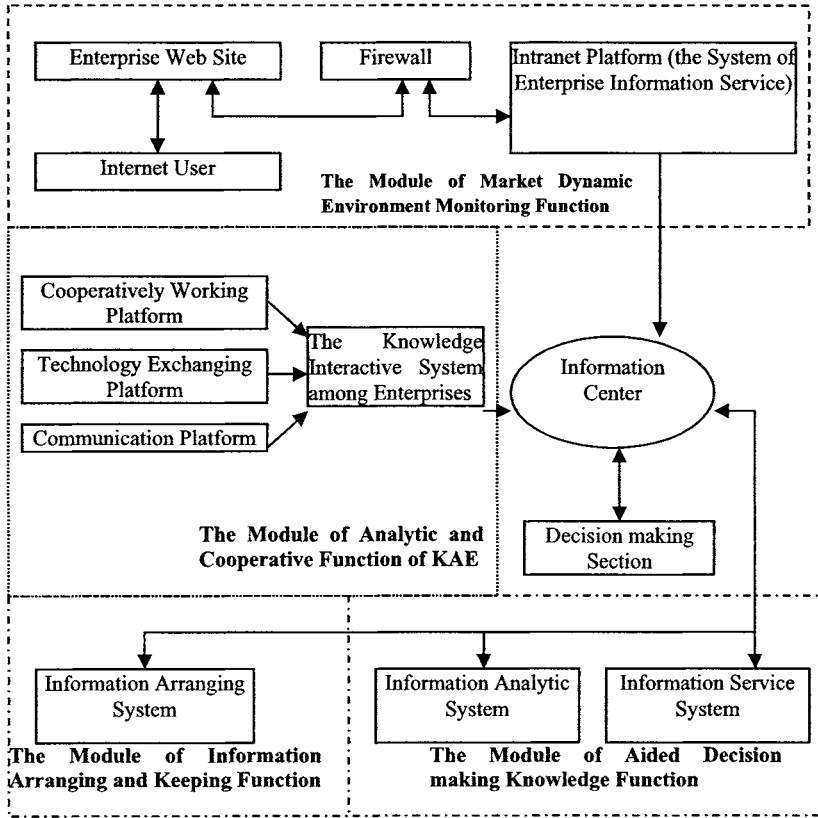 Enterprise Web Site
Firewall
Intranet Platform (the System of
Enterprise Information Service)
Internet User
The Module of Market Dynamic
Environment Monitoring Function
Cooperatively Working
Platform
Technology Exchanging
Platform
Communication Platform
The Knowledge
Interactive System
among Enterprises
Information
Center
The Module of Analytic and
Cooperative Function of KAE
Decision making
Section
Information Arranging
System
Information Analytic
System
Information Service
System
The Module of Information
Arranging and Keeping Function
The Module of Aided Decision
making Knowledge Function